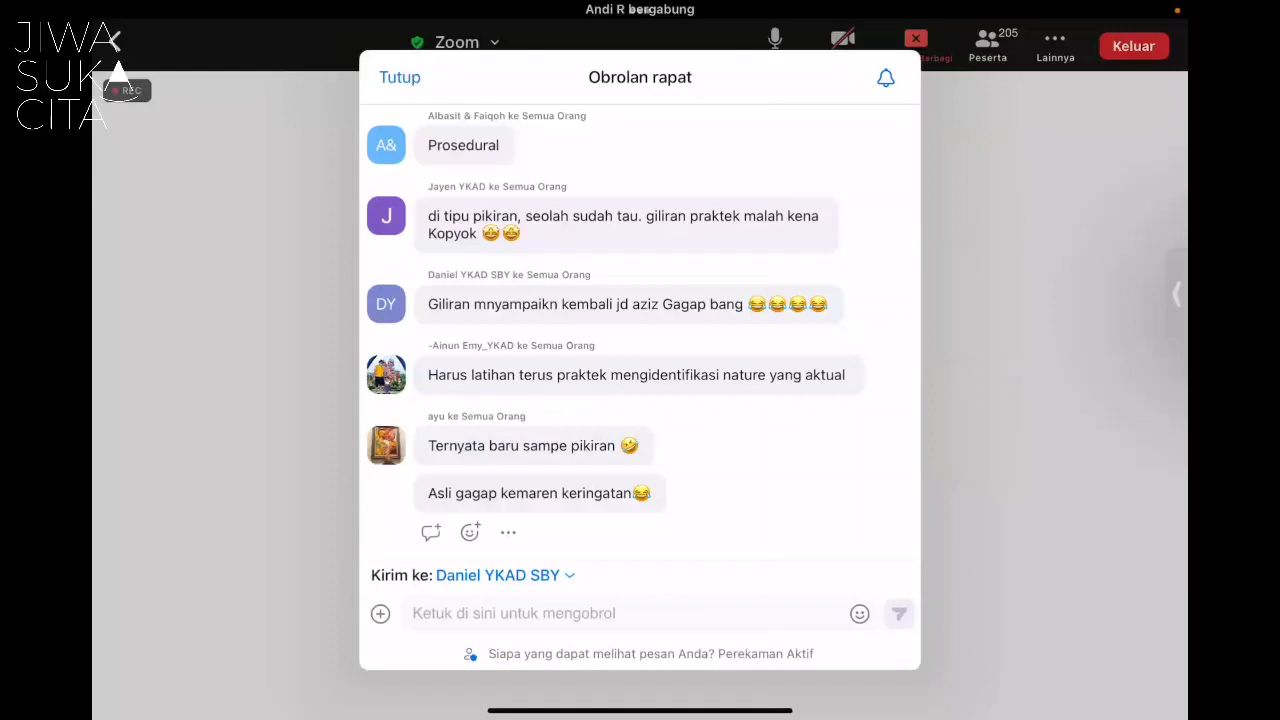 Andi R bergabung
JIWA
SUKA
CITA
REC
Zoom
205
Peserta
Lainnya
Keluar
Tutup
Obrolan rapat
Albasit & Faiqoh ke Semua Orang
A&
Prosedural
Jayen YKAD ke Semua Orang
J
di tipu pikiran, seolah sudah tau. giliran praktek malah kena
Kopyok 🤩🤩
Daniel YKAD SBY ke Semua Orang
DY
Giliran mnyampaikn kembali jd aziz Gagap bang 😂😂😂😂
-Ainun Emy_YKAD ke Semua Orang
Harus latihan terus praktek mengidentifikasi nature yang aktual
ayu ke Semua Orang
Ternyata baru sampe pikiran 🤣
Asli gagap kemaren keringatan😂
Kirim ke: Daniel YKAD SBY
Ketuk di sini untuk mengobrol
Siapa yang dapat melihat pesan Anda? Perekaman Aktif